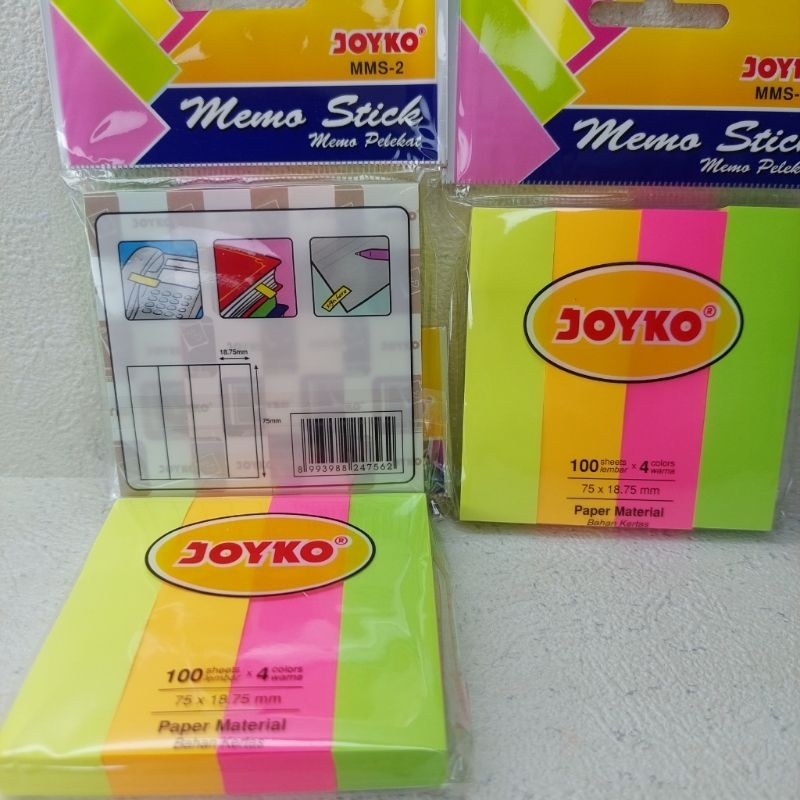 JOYKO®
MMS-2
Memo Stick
Memo Pelekat
18.75mm
75mm
8 993988 247562
JOYKO®
100 sheets lembar x 4 colors warna
75 x 18.75 mm
Paper Material
Bahan Kertas
JOY
MMS-
Memo Stic
Memo Pelek
JOYKO®
100 sheets lembar x 4 colors warna
75 x 18.75 mm
Paper Material
Bahan Kertas